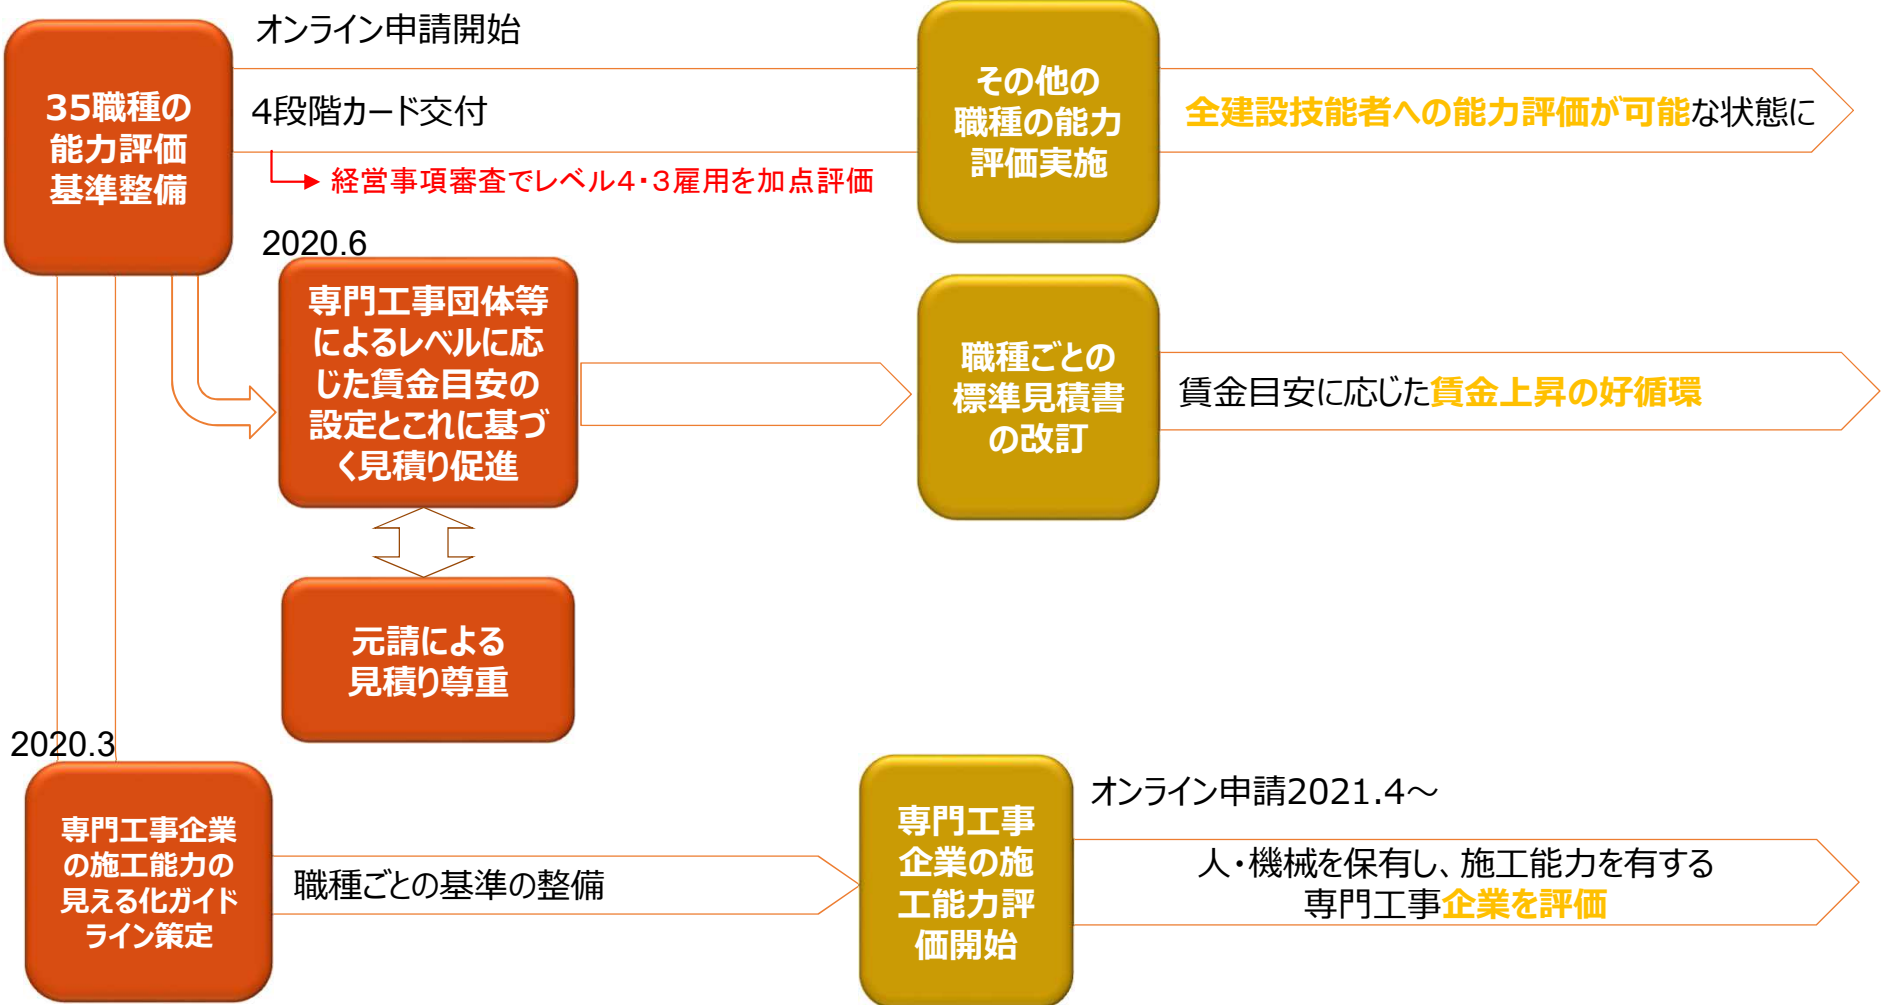 35職種の
能力評価
基準整備
オンライン申請開始
4段階カード交付
経営事項審査でレベル4・3雇用を加点評価
その他の
職種の能力
評価実施
全建設技能者への能力評価が可能な状態に
2020.6
専門工事団体等
によるレベルに応
じた賃金目安の
設定とこれに基づ
く見積り促進
職種ごとの
標準見積書
の改訂
賃金目安に応じた賃金上昇の好循環
元請による
見積り尊重
2020.3
専門工事企業
の施工能力の
見える化ガイド
ライン策定
職種ごとの基準の整備
専門工事
企業の施
工能力評
価開始
オンライン申請2021.4～
人・機械を保有し、施工能力を有する
専門工事企業を評価